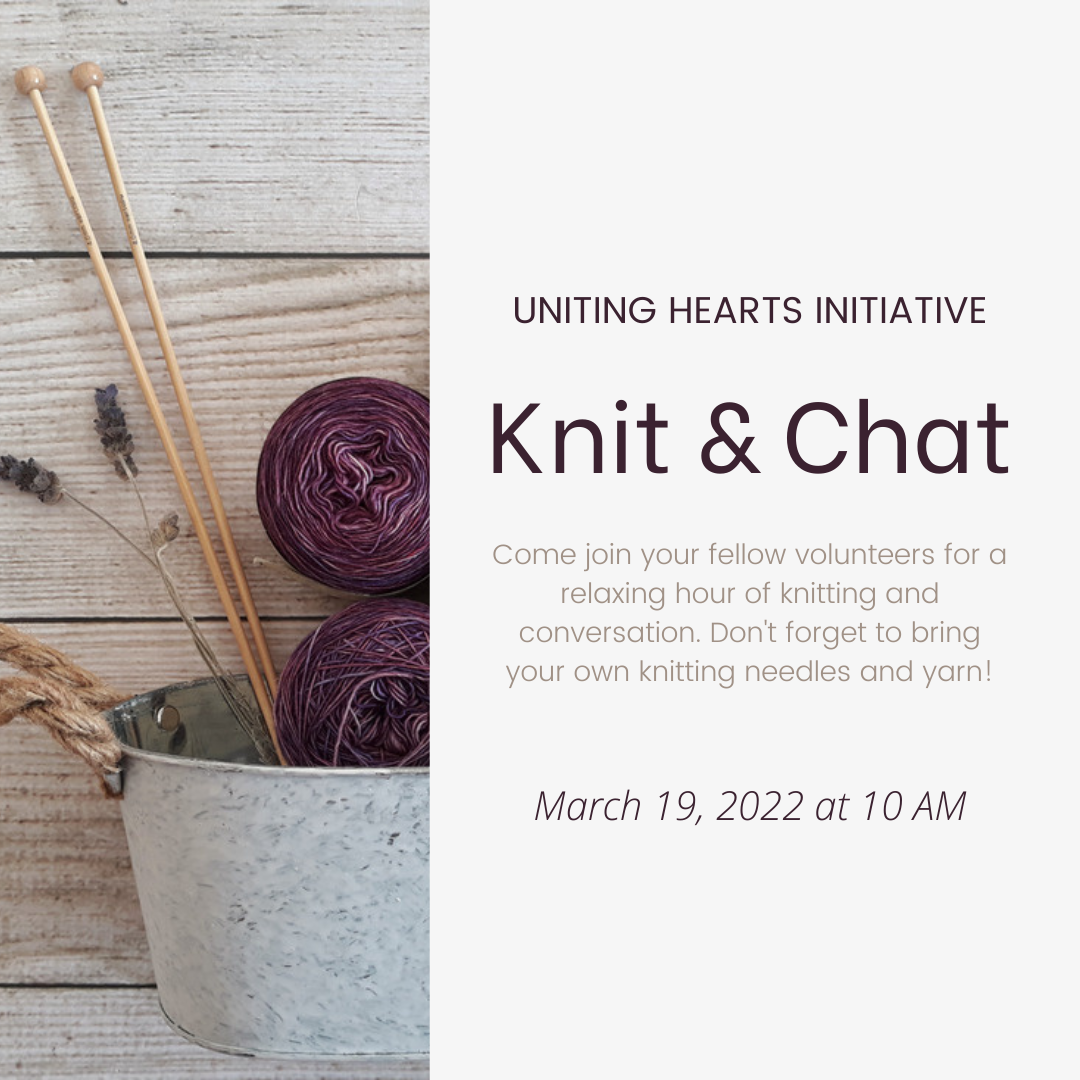 UNITING HEARTS INITIATIVE
Knit & Chat
Come join your fellow volunteers for a
relaxing hour of knitting and
conversation. Don't forget to bring
your own knitting needles and yarn!
March 19, 2022 at 10 AM